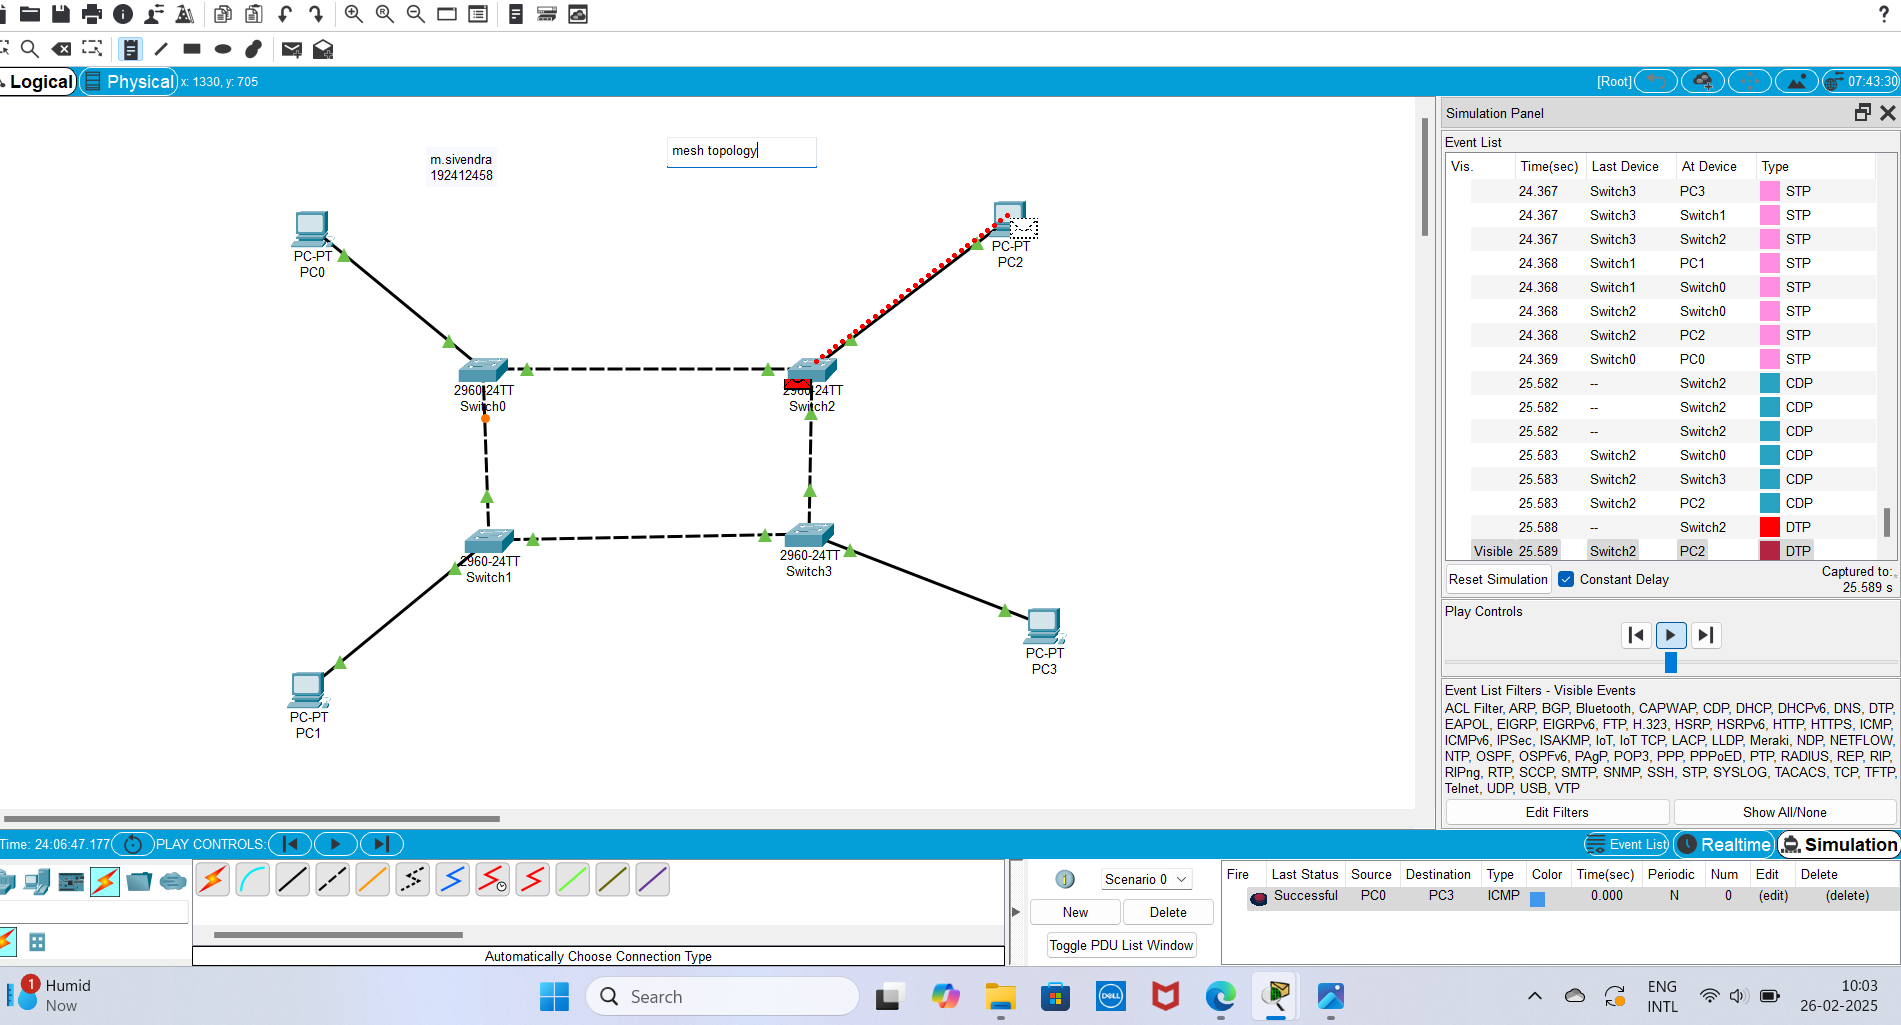 ?
Logical
Physical
x: 1330, y: 705
[Root]
07:43:30
m.sivendra
192412458
mesh topology
PC-PT
PC0
PC-PT
PC2
2960-24TT
Switch0
2960-24TT
Switch2
2960-24TT
Switch1
2960-24TT
Switch3
PC-PT
PC1
PC-PT
PC3
Simulation Panel
Event List
Vis. Time(sec) Last Device At Device Type
24.367 Switch3 PC3 STP
24.367 Switch3 Switch1 STP
24.367 Switch3 Switch2 STP
24.368 Switch1 PC1 STP
24.368 Switch1 Switch0 STP
24.368 Switch2 Switch0 STP
24.368 Switch2 PC2 STP
24.369 Switch0 PC0 STP
25.582 -- Switch2 CDP
25.582 -- Switch2 CDP
25.582 -- Switch2 CDP
25.583 Switch2 Switch0 CDP
25.583 Switch2 Switch3 CDP
25.583 Switch2 PC2 CDP
25.588 -- Switch2 DTP
Visible 25.589 Switch2 PC2 DTP
Reset Simulation
Constant Delay
Captured to:
25.589 s
Play Controls
Event List Filters - Visible Events
ACL Filter, ARP, BGP, Bluetooth, CAPWAP, CDP, DHCP, DHCPv6, DNS, DTP,
EAPOL, EIGRP, EIGRPv6, FTP, H.323, HSRP, HSRPv6, HTTP, HTTPS, ICMP,
ICMPv6, IPSec, ISAKMP, IoT, IoT TCP, LACP, LLDP, Meraki, NDP, NETFLOW,
NTP, OSPF, OSPFv6, PAgP, POP3, PPP, PPPoED, PTP, RADIUS, REP, RIP,
RIPng, RTP, SCCP, SMTP, SNMP, SSH, STP, SYSLOG, TACACS, TCP, TFTP,
Telnet, UDP, USB, VTP
Edit Filters
Show All/None
Time: 24:06:47.177
PLAY CONTROLS:
Event List
Realtime
Simulation
Automatically Choose Connection Type
Scenario 0
New
Delete
Toggle PDU List Window
Fire Last Status Source Destination Type Color Time(sec) Periodic Num Edit Delete
Successful PC0 PC3 ICMP 0.000 N 0 (edit) (delete)
1
Humid
Now
Search
DELL
ENG
INTL
10:03
26-02-2025